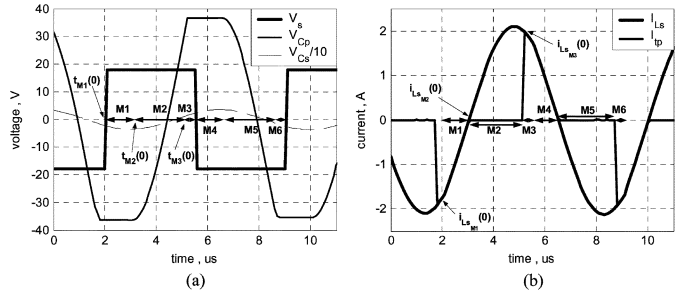 (a)
V_s
V_Cp
V_Cs/10
voltage, V
40
30
20
10
0
-10
-20
-30
-40
t_M1(0)
M1 M2 M3 M4 M5 M6
t_M2(0)
t_M3(0)
0 2 4 6 8 10
time , us
(a)
(b)
I_Ls
I_tp
current, A
2
1
0
-1
-2
i_Ls_M3(0)
i_Ls_M2(0)
M1 M2 M3 M4 M5 M6
i_Ls_M1(0)
0 2 4 6 8 10
time , us
(b)